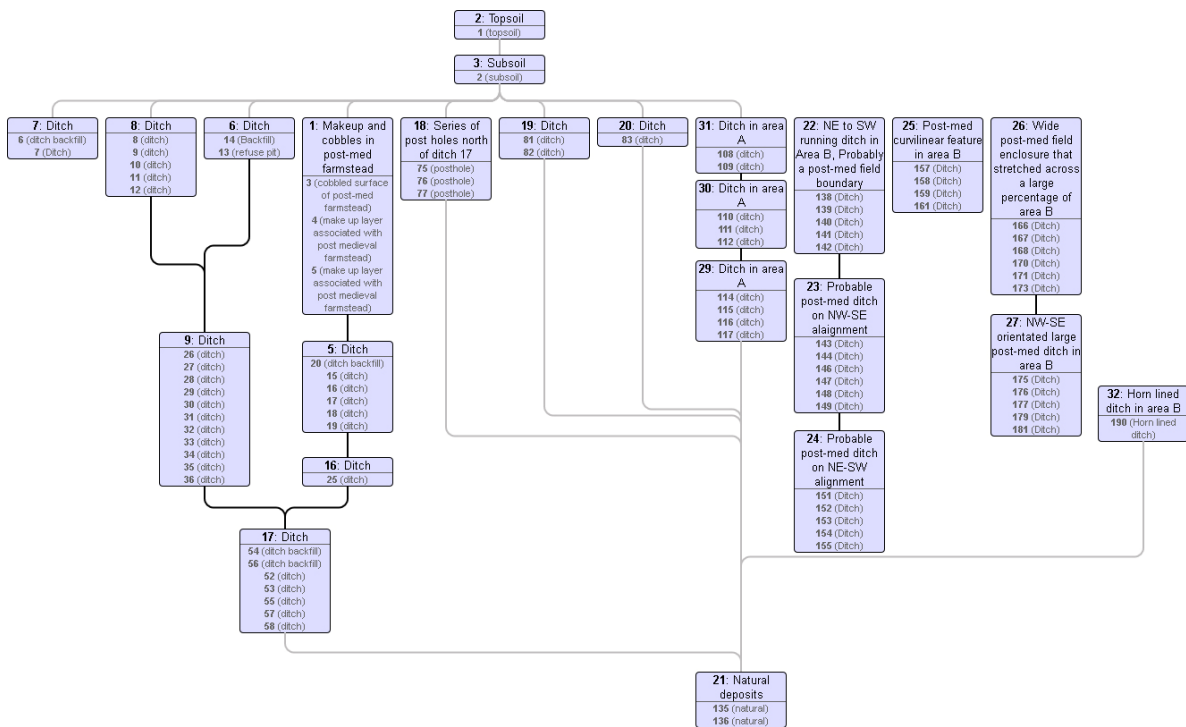 2: Topsoil
1 (topsoil)
3: Subsoil
2 (subsoil)
7: Ditch
6 (ditch backfill)
7 (Ditch)
8: Ditch
8 (ditch)
9 (ditch)
10 (ditch)
11 (ditch)
12 (ditch)
6: Ditch
14 (Backfill)
13 (refuse pit)
1: Makeup and
cobbles in
post-med
farmstead
3 (cobbled surface
of post-med
farmstead)
4 (make up layer
associated with
post medieval
farmstead)
5 (make up layer
associated with
post medieval
farmstead)
18: Series of
post holes north
of ditch 17
75 (posthole)
76 (posthole)
77 (posthole)
19: Ditch
81 (ditch)
82 (ditch)
20: Ditch
83 (ditch)
31: Ditch in area
A
108 (ditch)
109 (ditch)
30: Ditch in area
A
110 (ditch)
111 (ditch)
112 (ditch)
29: Ditch in area
A
114 (ditch)
115 (ditch)
116 (ditch)
117 (ditch)
22: NE to SW
running ditch in
Area B, Probably
a post-med field
boundary
138 (Ditch)
139 (Ditch)
140 (Ditch)
141 (Ditch)
142 (Ditch)
23: Probable
post-med ditch
on NW-SE
alaignment
143 (Ditch)
144 (Ditch)
146 (Ditch)
147 (Ditch)
148 (Ditch)
149 (Ditch)
24: Probable
post-med ditch
on NE-SW
alignment
151 (Ditch)
152 (Ditch)
153 (Ditch)
154 (Ditch)
155 (Ditch)
25: Post-med
curvilinear feature
in area B
157 (Ditch)
158 (Ditch)
159 (Ditch)
161 (Ditch)
26: Wide
post-med field
enclosure that
stretched across
a large
percentage of
area B
166 (Ditch)
167 (Ditch)
168 (Ditch)
170 (Ditch)
171 (Ditch)
173 (Ditch)
27: NW-SE
orientated large
post-med ditch in
area B
175 (Ditch)
176 (Ditch)
177 (Ditch)
179 (Ditch)
181 (Ditch)
32: Horn lined
ditch in area B
190 (Horn lined
ditch)
9: Ditch
26 (ditch)
27 (ditch)
28 (ditch)
29 (ditch)
30 (ditch)
31 (ditch)
32 (ditch)
33 (ditch)
34 (ditch)
35 (ditch)
36 (ditch)
5: Ditch
20 (ditch backfill)
15 (ditch)
16 (ditch)
17 (ditch)
18 (ditch)
19 (ditch)
16: Ditch
25 (ditch)
17: Ditch
54 (ditch backfill)
56 (ditch backfill)
52 (ditch)
53 (ditch)
55 (ditch)
57 (ditch)
58 (ditch)
21: Natural
deposits
135 (natural)
136 (natural)